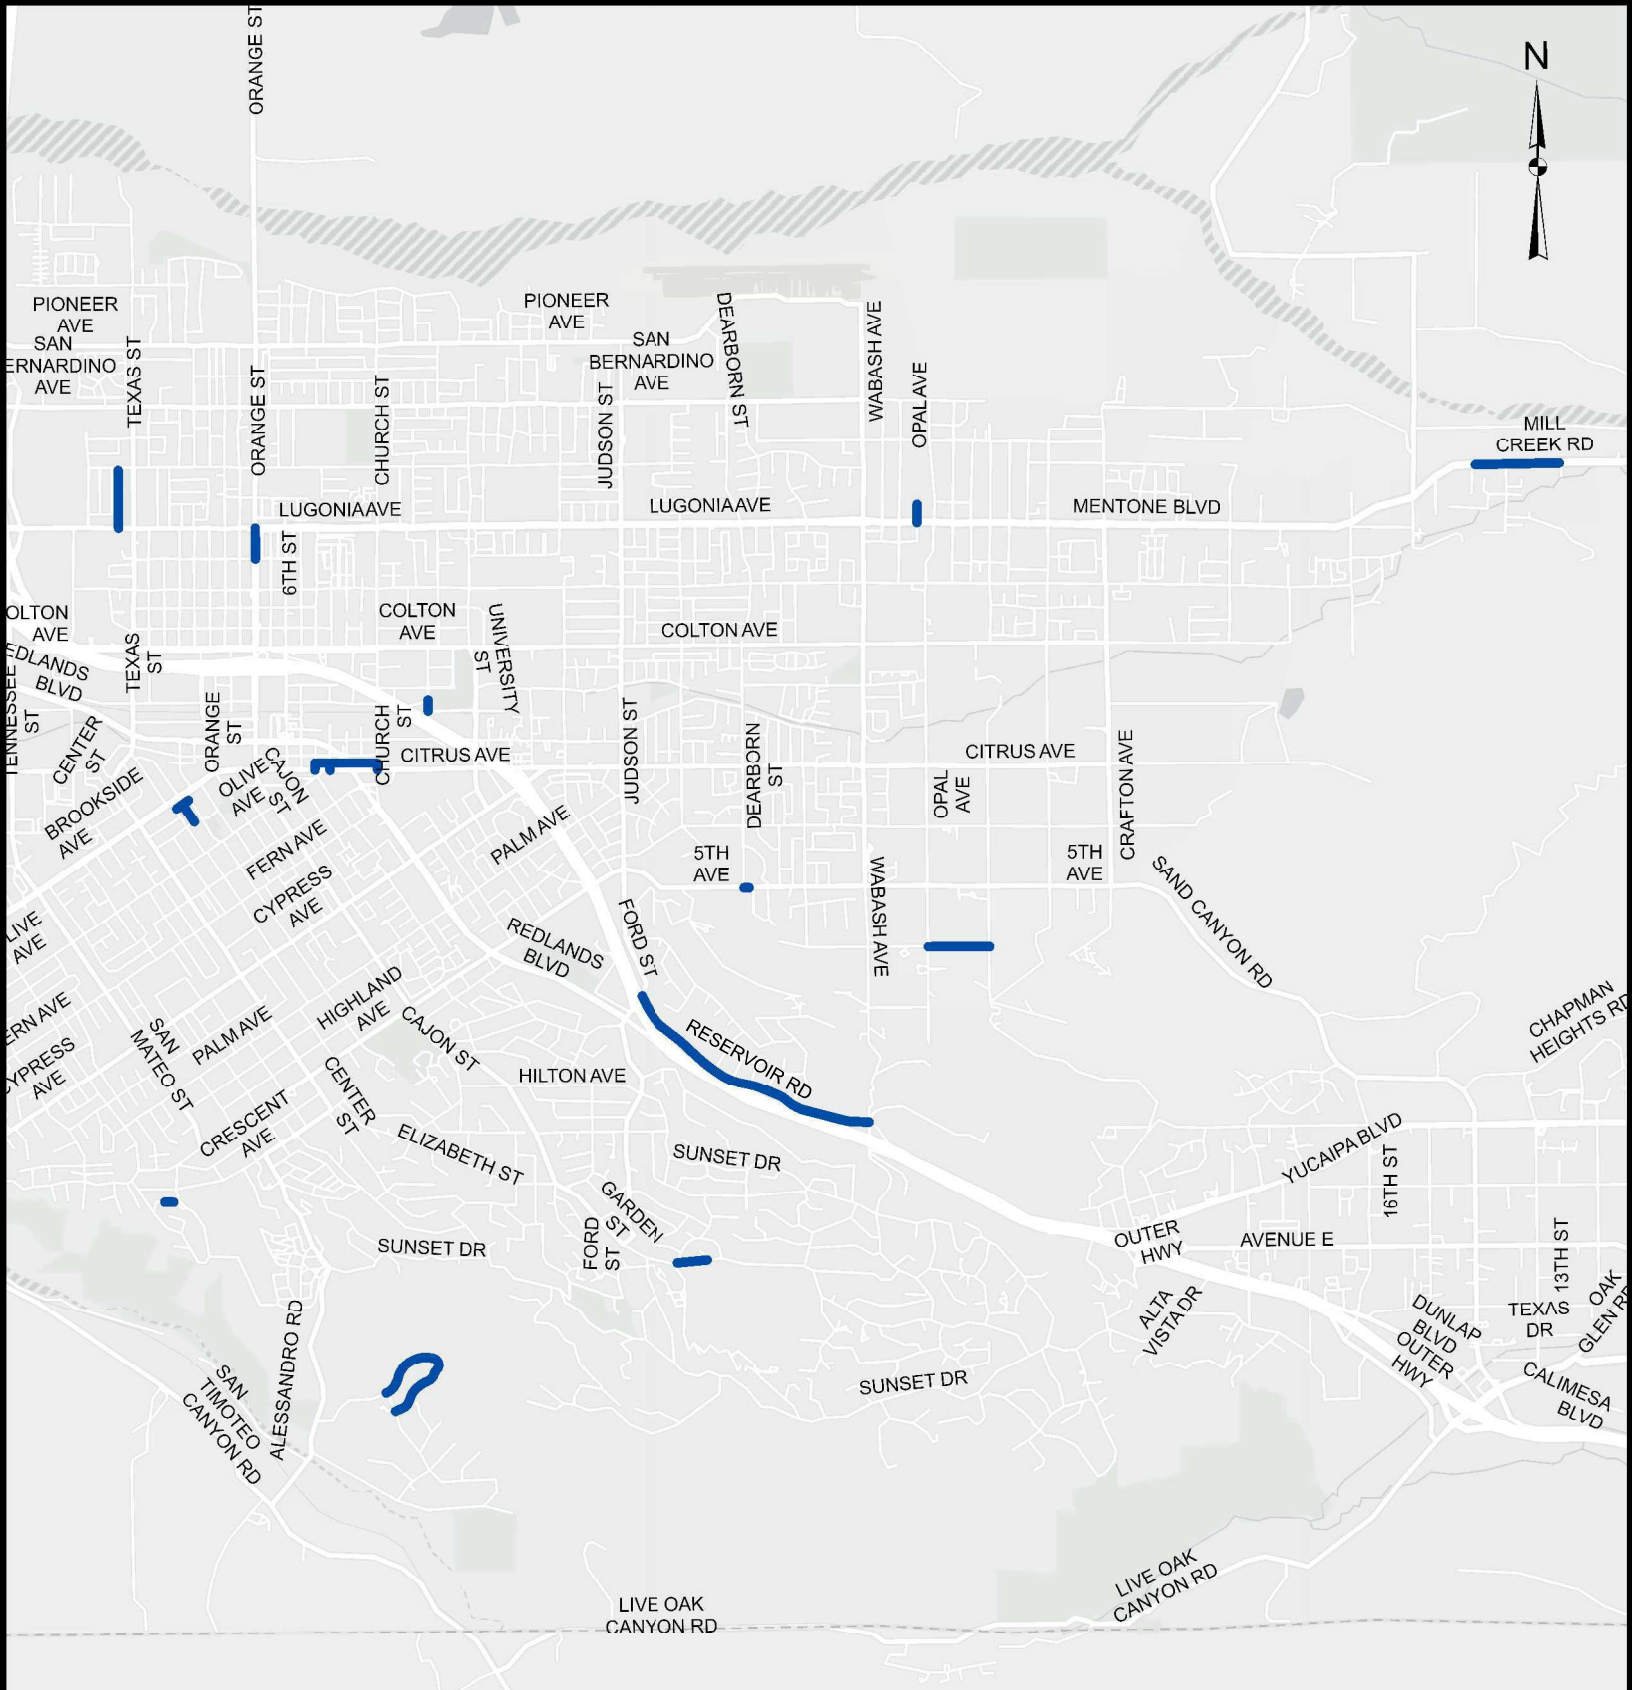 ORANGE ST
N
PIONEER
AVE
PIONEER
AVE
SAN
ERNARDINO
AVE
TEXAS ST
ORANGE ST
CHURCH ST
JUDSON ST
SAN
BERNARDINO
AVE
DEARBORN ST
WABASH AVE
OPAL AVE
MILL
CREEK RD
LUGONIA AVE
LUGONIA AVE
MENTONE BLVD
6TH ST
OLTON
AVE
EDLANDS
BLVD
TENNESSEE
ST
TEXAS
ST
COLTON
AVE
UNIVERSITY
ST
COLTON AVE
CENTER
ST
ORANGE
ST
CHURCH
ST
CITRUS AVE
JUDSON ST
DEARBORN
ST
CITRUS AVE
OPAL
AVE
CRAFTON AVE
BROOKSIDE
AVE
OLIVE
AVE
CAJON
ST
FERN AVE
CYPRESS
AVE
PALM AVE
5TH
AVE
5TH
AVE
WABASH AVE
SAND CANYON RD
LIVE
AVE
REDLANDS
BLVD
FORD ST
ERN AVE
CYPRESS
AVE
SAN
MATEO ST
PALM AVE
HIGHLAND
AVE
CAJON ST
RESERVOIR RD
CHAPMAN
HEIGHTS RD
HILTON AVE
CENTER
ST
CRESCENT
AVE
ELIZABETH ST
SUNSET DR
YUCAIPA BLVD
16TH ST
GARDEN
ST
FORD
ST
SUNSET DR
OUTER
HWY
AVENUE E
13TH ST
OAK
GLEN RD
ALTA
VISTA DR
DUNLAP
BLVD
OUTER
HWY
TEXAS
DR
ALESSANDRO RD
SAN
TIMOTEO
CANYON RD
SUNSET DR
CALIMESA
BLVD
LIVE OAK
CANYON RD
LIVE OAK
CANYON RD